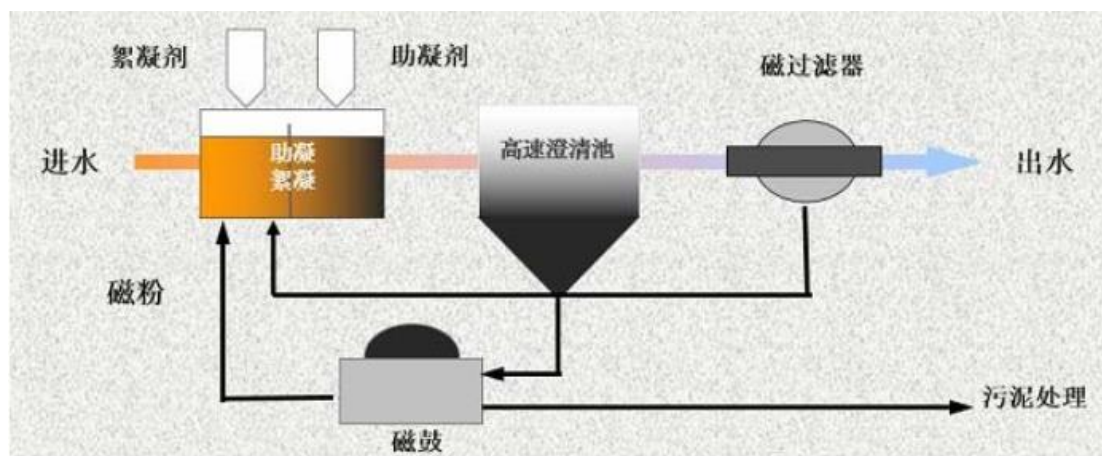 絮凝剂
助凝剂
磁过滤器
进水
助凝
絮凝
高速澄清池
出水
磁粉
磁鼓
污泥处理